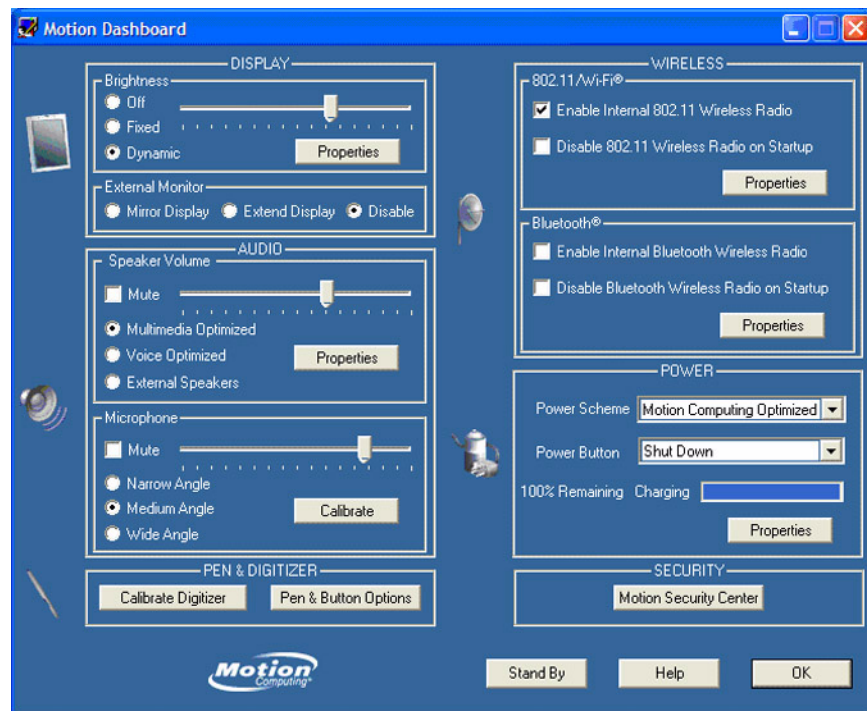 Motion Dashboard
DISPLAY
Brightness
Off
Fixed
Dynamic
Properties
External Monitor
Mirror Display Extend Display Disable
AUDIO
Speaker Volume
Mute
Multimedia Optimized
Voice Optimized
Properties
External Speakers
Microphone
Mute
Narrow Angle
Medium Angle
Calibrate
Wide Angle
PEN & DIGITIZER
Calibrate Digitizer Pen & Button Options
WIRELESS
802.11/Wi-Fi®
Enable Internal 802.11 Wireless Radio
Disable 802.11 Wireless Radio on Startup
Properties
Bluetooth®
Enable Internal Bluetooth Wireless Radio
Disable Bluetooth Wireless Radio on Startup
Properties
POWER
Power Scheme Motion Computing Optimized
Power Button Shut Down
100% Remaining Charging
Properties
SECURITY
Motion Security Center
Motion
Computing®
Stand By Help OK